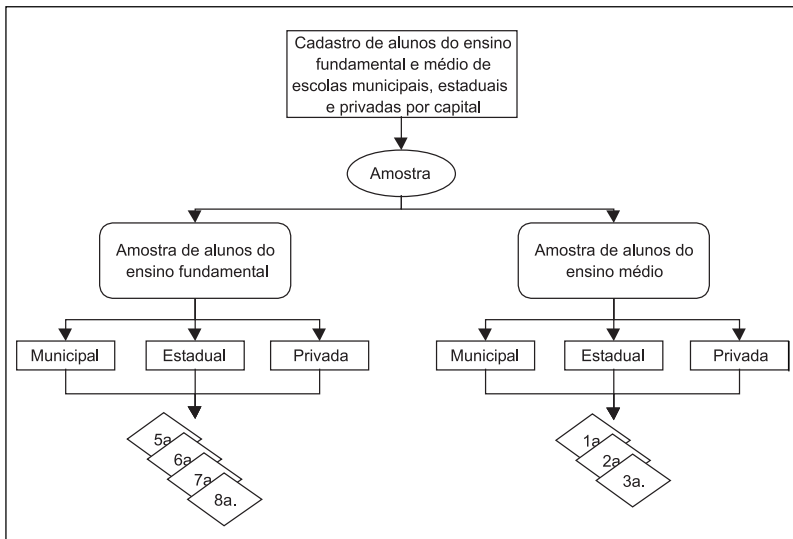 Cadastro de alunos do ensino
fundamental e médio de
escolas municipais, estaduais
e privadas por capital
Amostra
Amostra de alunos do
ensino fundamental
Amostra de alunos do
ensino médio
Municipal
Estadual
Privada
Municipal
Estadual
Privada
5a
6a
7a
8a.
1a
2a
3a.